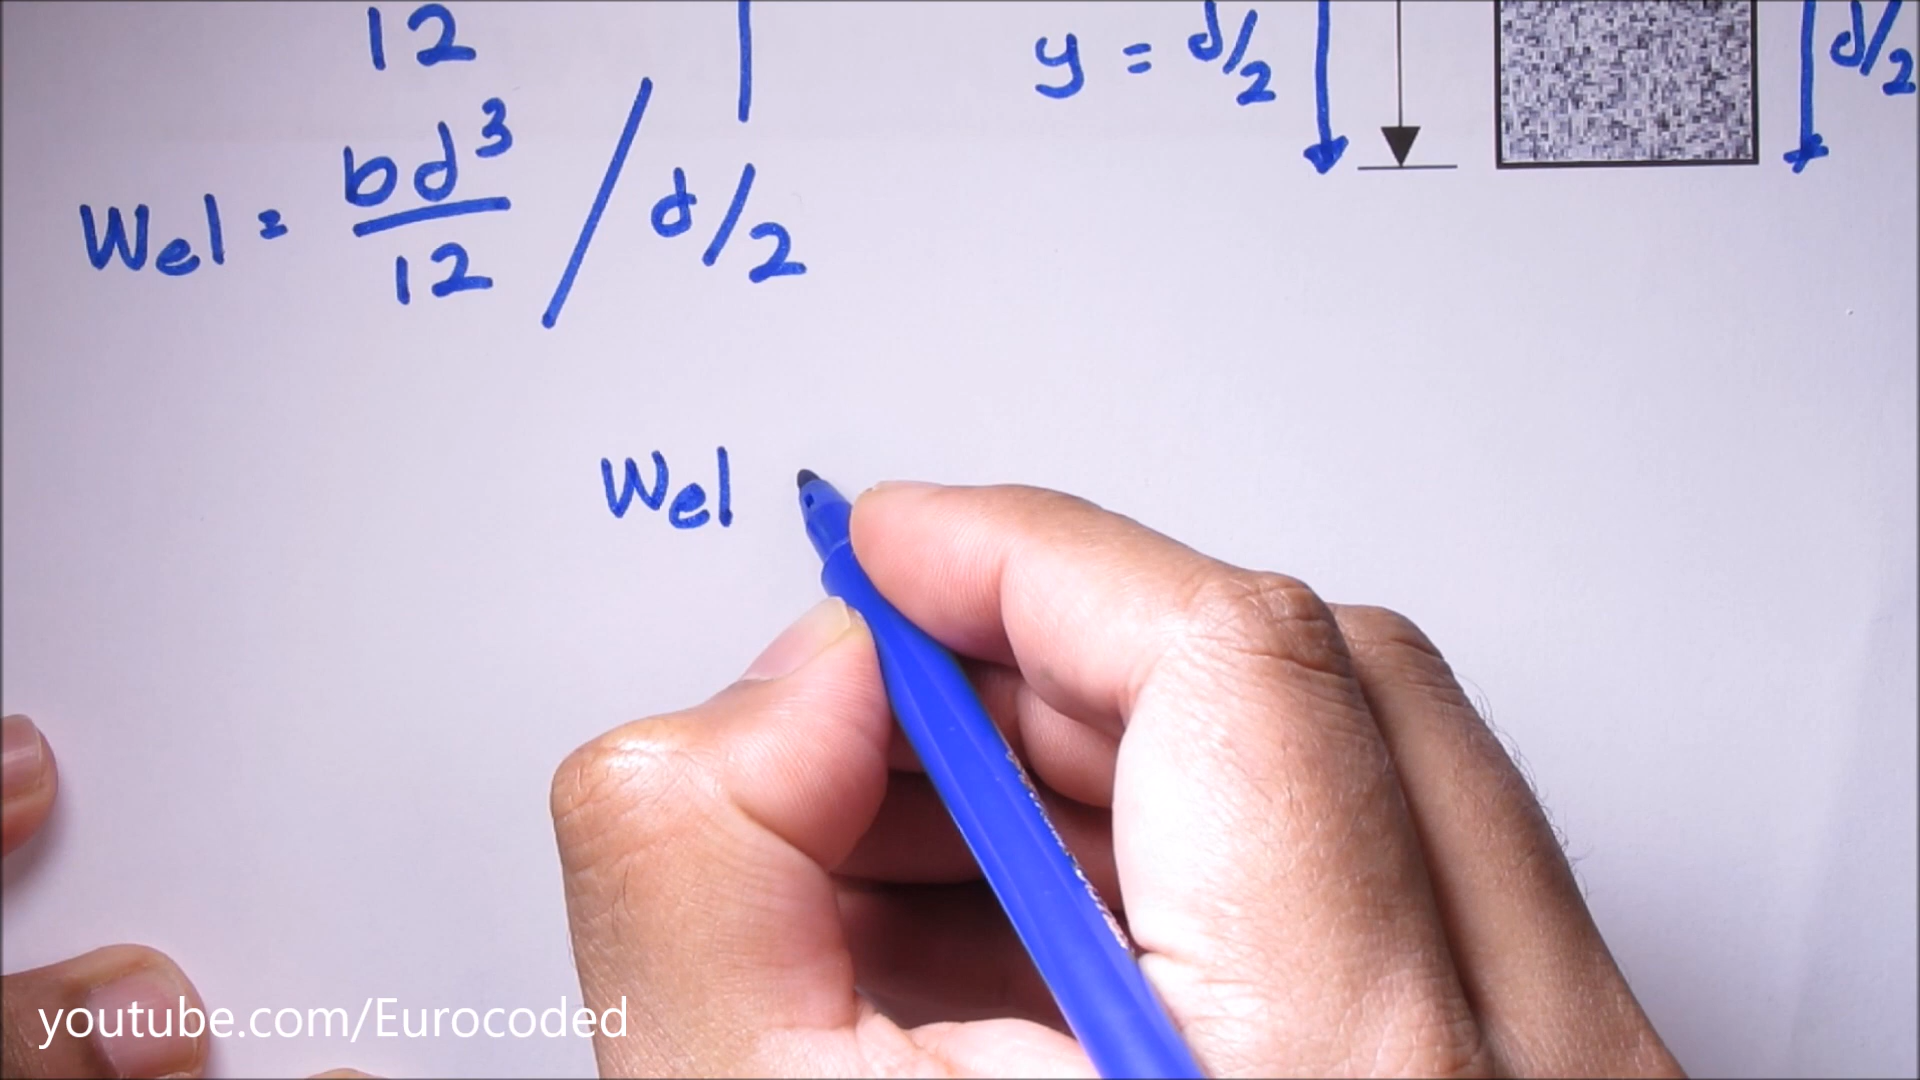 12
y = d/2
d/2
Wel = bd³/12 / d/2
Wel
youtube.com/Eurocoded